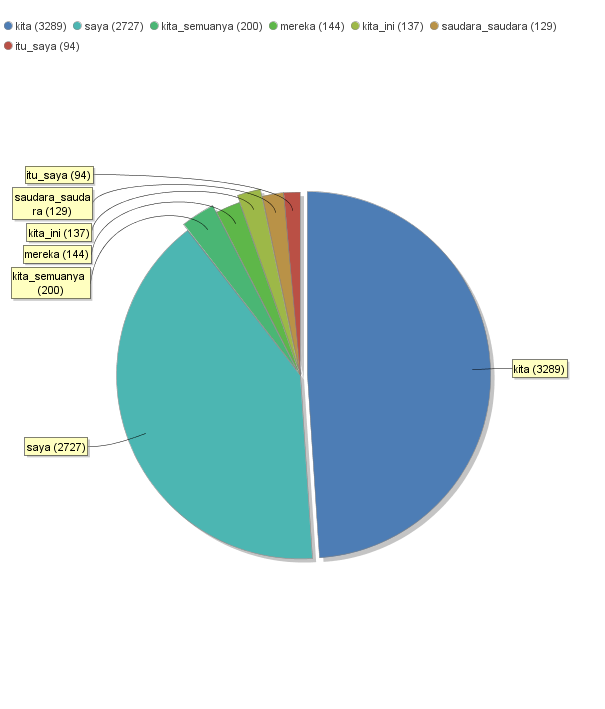 kita (3289) saya (2727) kita_semuanya (200) mereka (144) kita_ini (137) saudara_saudara (129)
itu_saya (94)
itu_saya (94)
saudara_sauda
ra (129)
kita_ini (137)
mereka (144)
kita_semuanya
(200)
kita (3289)
saya (2727)